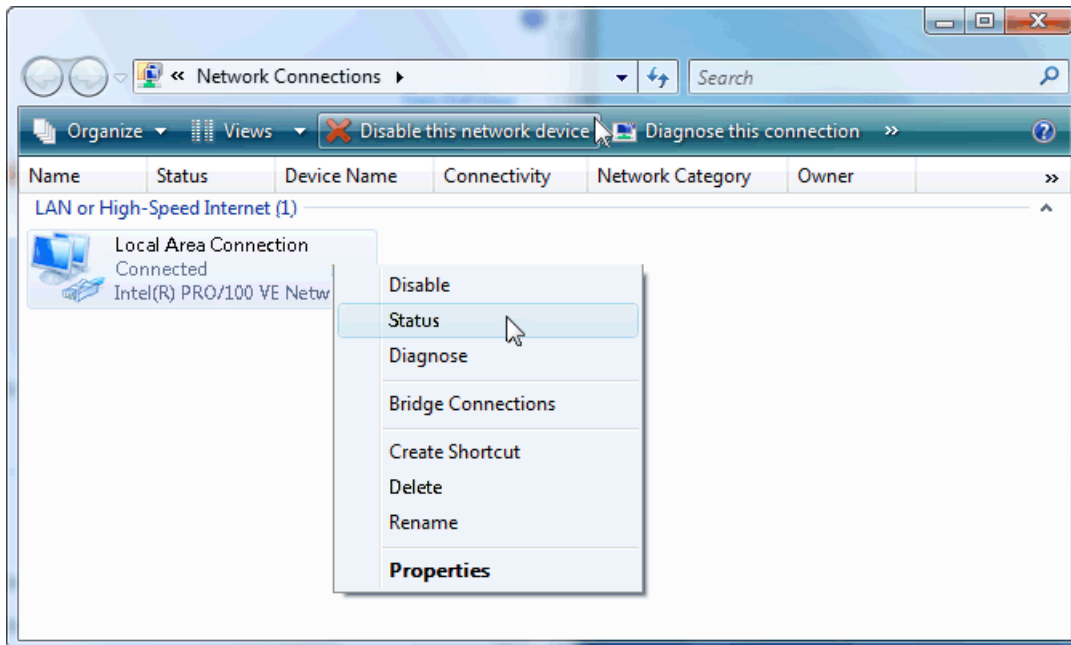 « Network Connections
Search
Organize Views Disable this network device Diagnose this connection »
Name Status Device Name Connectivity Network Category Owner »
LAN or High-Speed Internet (1)
Local Area Connection
Connected
Intel(R) PRO/100 VE Netw
Disable
Status
Diagnose
Bridge Connections
Create Shortcut
Delete
Rename
Properties